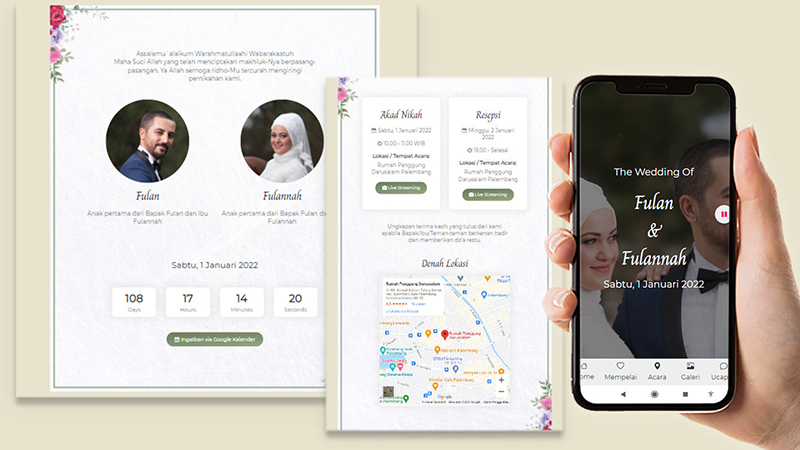 Assalamu`alaikum Warahmatullaahi Wabarakaatuh
Maha Suci Allah yang telah menciptakan makhluk-Nya berpasang-
pasangan. Ya Allah semoga ridho-Mu tercurah mengiringi
pernikahan kami.
Fulan
Anak pertama dari Bapak Fulan dan Ibu
Fulannah
Fulannah
Anak pertama dari Bapak Fulan da
Fulannah
Sabtu, 1 Januari 2022
108
Days
17
Hours
14
Minutes
20
Seconds
Ingatkan via Google Kalender
Akad Nikah
Sabtu, 1 Januari 2022
10.00 - 11.00 WIB
Lokasi / Tempat Acara:
Rumah Panggung
Darusalam Palembang
Live Streaming
Resepsi
Minggu, 2 Januari
2022
19.00 - Selesai
Lokasi / Tempat Acara:
Rumah Panggung
Darusalam Palembang
Live Streaming
Ungkapan terima kasih yang tulus dari kami
apabila Bapak/Ibu/Teman-teman berkenan hadir
dan memberikan do'a restu.
Denah Lokasi
Rumah Panggung Darussalam
Rumah Panggung
Darussalam
Google
The Wedding Of
Fulan
&
Fulannah
Sabtu, 1 Januari 2022
ome
Mempelai
Acara
Galeri
Ucap